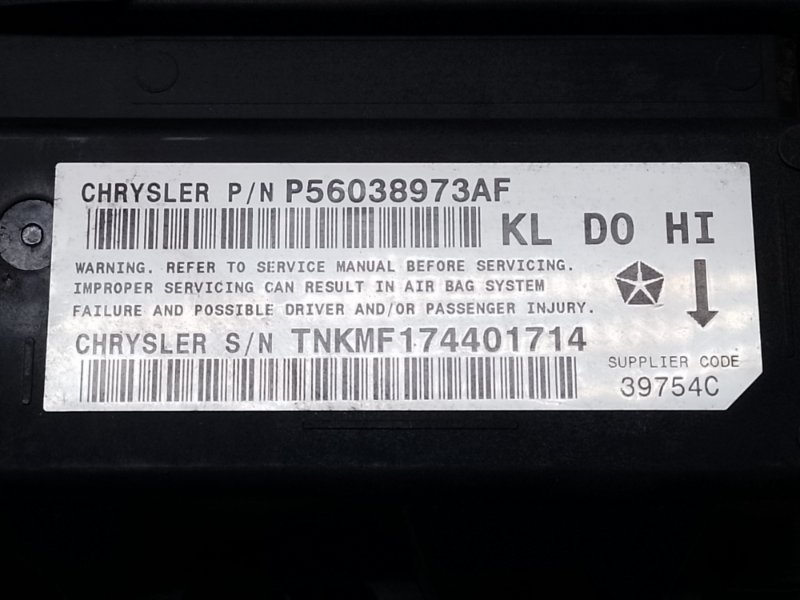 CHRYSLER P/N P56038973AF
KL DO HI
WARNING. REFER TO SERVICE MANUAL BEFORE SERVICING.
IMPROPER SERVICING CAN RESULT IN AIR BAG SYSTEM
FAILURE AND POSSIBLE DRIVER AND/OR PASSENGER INJURY.
CHRYSLER S/N TNKMF174401714
SUPPLIER CODE
39754C